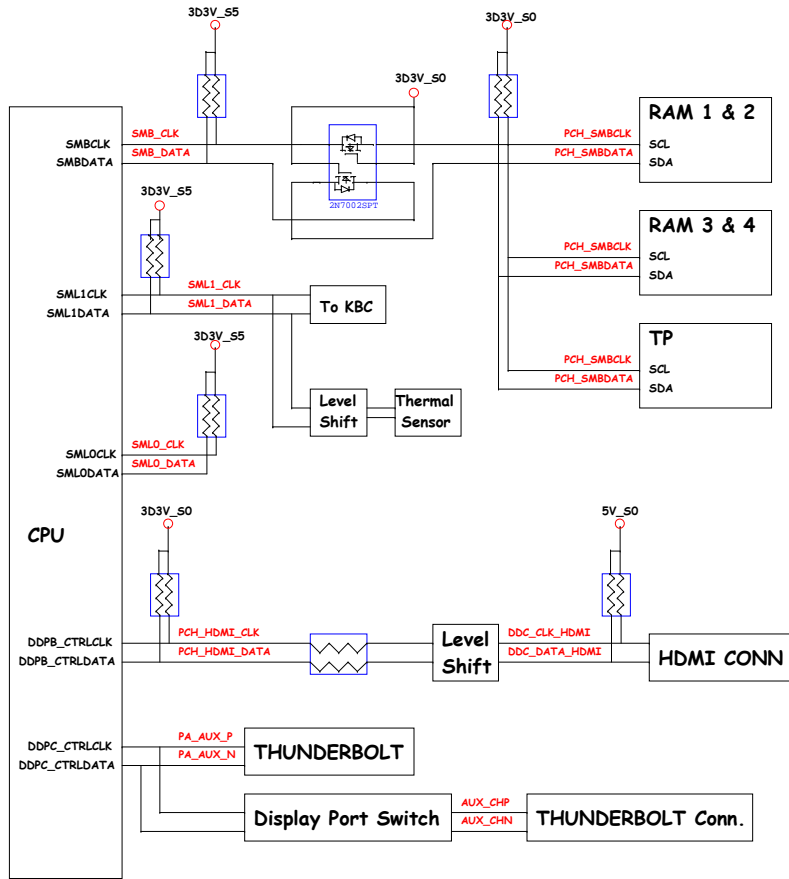 3D3V_S5
3D3V_S0
3D3V_S0
RAM 1 & 2
SMBCLK
SMB_CLK
PCH_SMBCLK
SCL
SMBDATA
SMB_DATA
PCH_SMBDATA
SDA
2N7002SPT
3D3V_S5
RAM 3 & 4
PCH_SMBCLK
SCL
PCH_SMBDATA
SDA
SML1CLK
SML1_CLK
SML1DATA
SML1_DATA
To KBC
3D3V_S5
TP
PCH_SMBCLK
SCL
PCH_SMBDATA
SDA
Level
Shift
Thermal
Sensor
SML0CLK
SML0_CLK
SML0DATA
SML0_DATA
CPU
3D3V_S0
5V_S0
DDPB_CTRLCLK
PCH_HDMI_CLK
DDPB_CTRLDATA
PCH_HDMI_DATA
Level
Shift
DDC_CLK_HDMI
DDC_DATA_HDMI
HDMI CONN
DDPC_CTRLCLK
PA_AUX_P
DDPC_CTRLDATA
PA_AUX_N
THUNDERBOLT
Display Port Switch
AUX_CHP
AUX_CHN
THUNDERBOLT Conn.